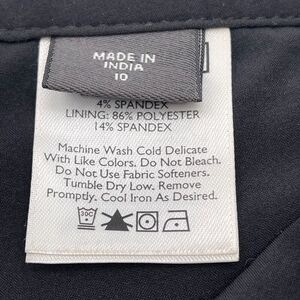 MADE IN
INDIA
10
4% SPANDEX
LINING: 86% POLYESTER
14% SPANDEX
Machine Wash Cold Delicate
With Like Colors. Do Not Bleach.
Do Not Use Fabric Softeners.
Tumble Dry Low. Remove
Promptly. Cool Iron As Desired.
30C